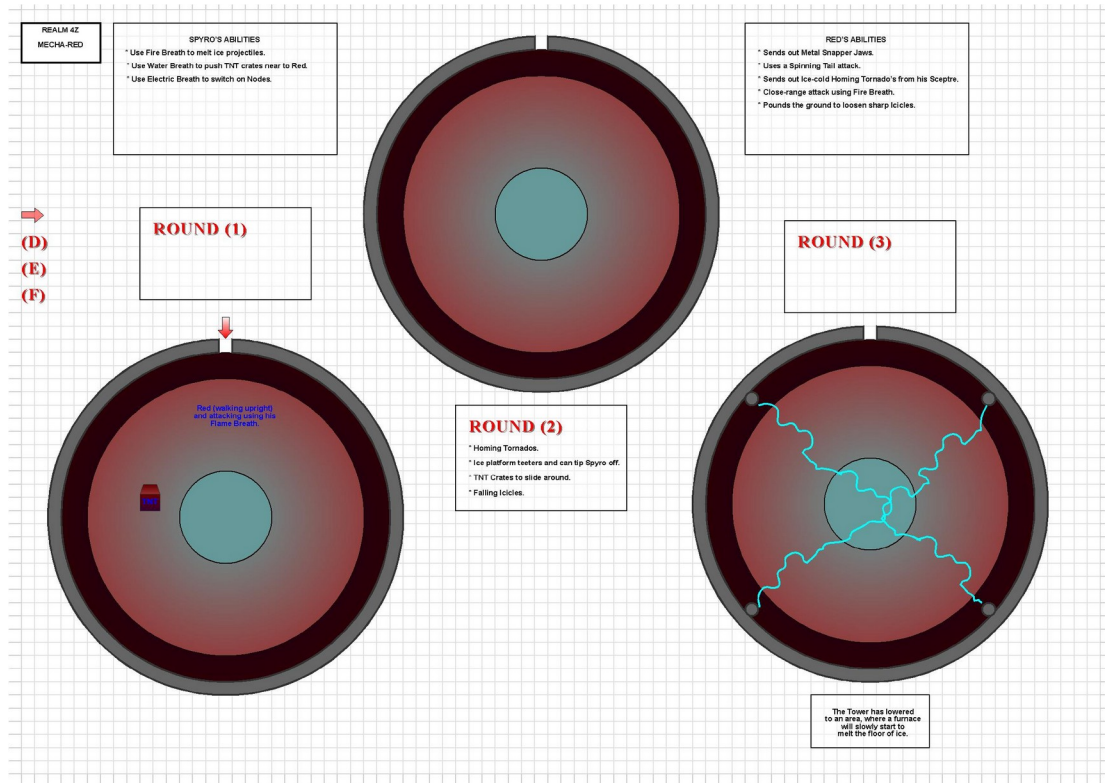 REALM 4Z
MECHA-RED
SPYRO'S ABILITIES
* Use Fire Breath to melt ice projectiles.
* Use Water Breath to push TNT crates near to Red.
* Use Electric Breath to switch on Nodes.
RED'S ABILITIES
* Sends out Metal Snapper Jaws.
* Uses a Spinning Tail attack.
* Sends out Ice-cold Homing Tornado's from his Sceptre.
* Close-range attack using Fire Breath.
* Pounds the ground to loosen sharp Icicles.
(D)
(E)
(F)
ROUND (1)
Red (walking upright)
and attacking using his
Flame Breath.
TNT
ROUND (2)
* Homing Tornados.
* Ice platform teeters and can tip Spyro off.
* TNT Crates to slide around.
* Falling Icicles.
ROUND (3)
The Tower has lowered
to an area, where a furnace
will slowly start to
melt the floor of ice.